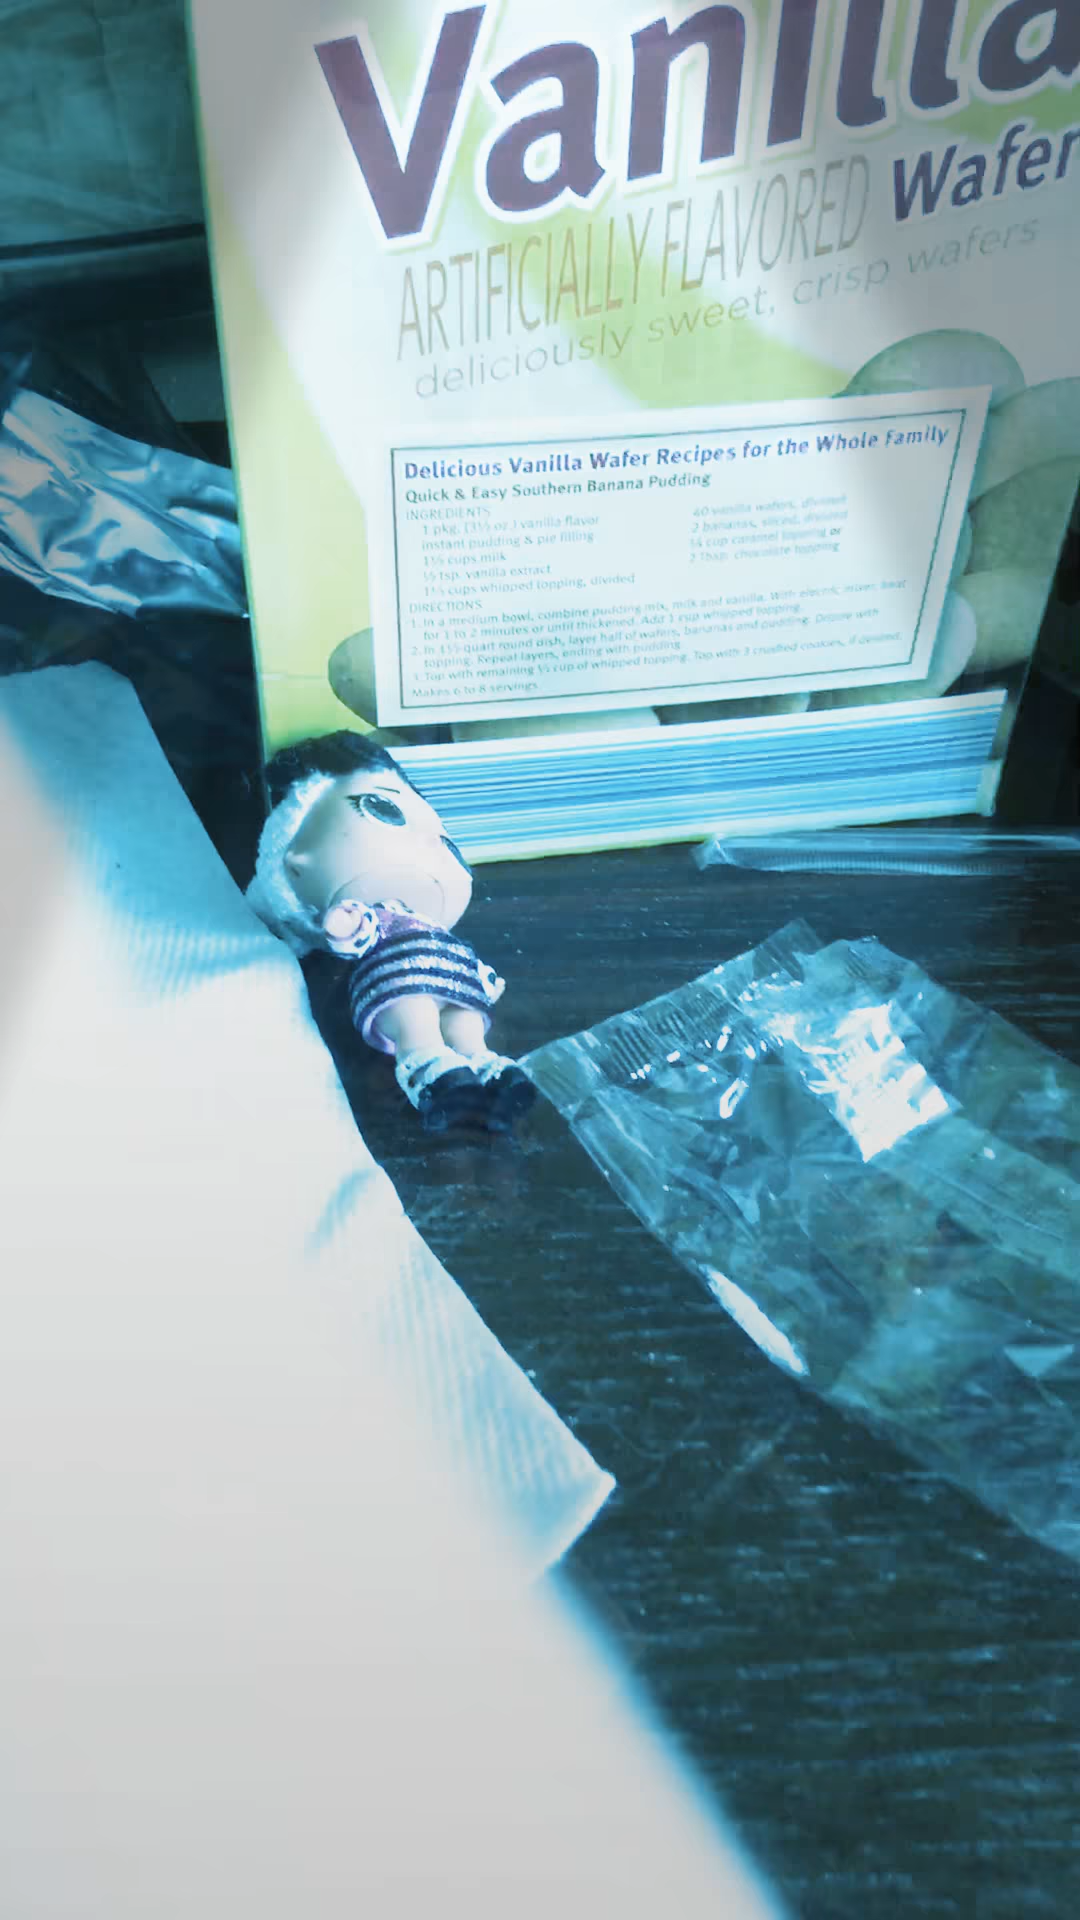 Vanilla
ARTIFICIALLY FLAVORED Wafer
deliciously sweet, crisp wafers
Delicious Vanilla Wafer Recipes for the Whole Family
Quick & Easy Southern Banana Pudding
INGREDIENTS
1 pkg. (3½ oz.) vanilla flavor
instant pudding & pie filling
1½ cups milk
½ tsp. vanilla extract
1½ cups whipped topping, divided
40 vanilla wafers, divided
2 bananas, sliced, divided
¼ cup caramel topping or
2 Tbsp. chocolate topping
DIRECTIONS
1. In a medium bowl, combine pudding mix, milk and vanilla. With electric mixer, beat
for 1 to 2 minutes or until thickened. Add 1 cup whipped topping.
2. In 1½-quart round dish, layer half of wafers, bananas and pudding. Drizzle with
topping. Repeat layers, ending with pudding.
3. Top with remaining ½ cup of whipped topping. Top with 3 crushed cookies, if desired.
Makes 6 to 8 servings